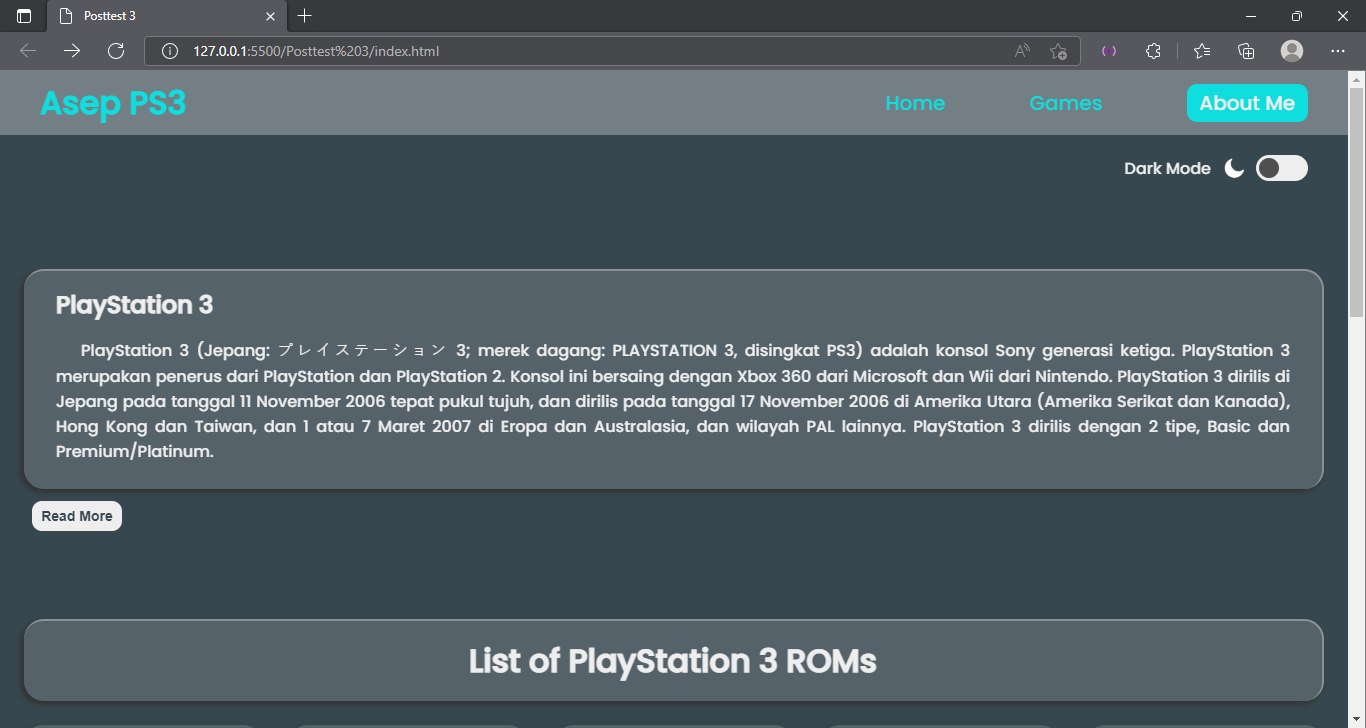 Posttest 3
127.0.0.1:5500/Posttest%203/index.html
Asep PS3
Home
Games
About Me
Dark Mode
PlayStation 3
PlayStation 3 (Jepang: プレイステーション 3; merek dagang: PLAYSTATION 3, disingkat PS3) adalah konsol Sony generasi ketiga. PlayStation 3
merupakan penerus dari PlayStation dan PlayStation 2. Konsol ini bersaing dengan Xbox 360 dari Microsoft dan Wii dari Nintendo. PlayStation 3 dirilis di
Jepang pada tanggal 11 November 2006 tepat pukul tujuh, dan dirilis pada tanggal 17 November 2006 di Amerika Utara (Amerika Serikat dan Kanada),
Hong Kong dan Taiwan, dan 1 atau 7 Maret 2007 di Eropa dan Australasia, dan wilayah PAL lainnya. PlayStation 3 dirilis dengan 2 tipe, Basic dan
Premium/Platinum.
Read More
List of PlayStation 3 ROMs